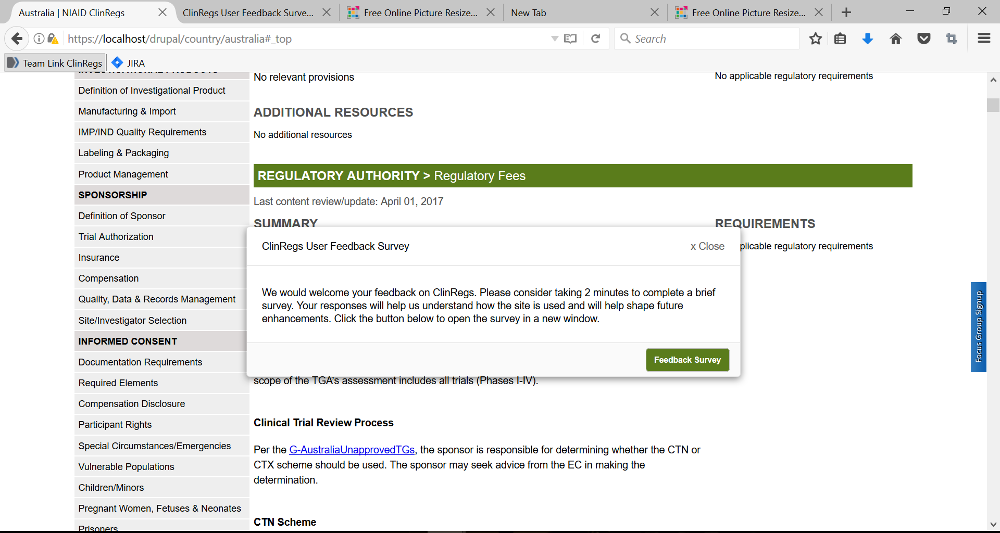 Australia | NIAID ClinRegs
ClinRegs User Feedback Surve...
Free Online Picture Resize...
New Tab
Free Online Picture Resize...
https://localhost/drupal/country/australia#_top
Search
Team Link ClinRegs
JIRA
Definition of Investigational Product
Manufacturing & Import
IMP/IND Quality Requirements
Labeling & Packaging
Product Management
SPONSORSHIP
Definition of Sponsor
Trial Authorization
Insurance
Compensation
Quality, Data & Records Management
Site/Investigator Selection
INFORMED CONSENT
Documentation Requirements
Required Elements
Compensation Disclosure
Participant Rights
Special Circumstances/Emergencies
Vulnerable Populations
Children/Minors
Pregnant Women, Fetuses & Neonates
Prisoners
No relevant provisions
No applicable regulatory requirements
ADDITIONAL RESOURCES
No additional resources
REGULATORY AUTHORITY > Regulatory Fees
Last content review/update: April 01, 2017
SUMMARY
REQUIREMENTS
plicable regulatory requirements
ClinRegs User Feedback Survey
x Close
We would welcome your feedback on ClinRegs. Please consider taking 2 minutes to complete a brief
survey. Your responses will help us understand how the site is used and will help shape future
enhancements. Click the button below to open the survey in a new window.
Feedback Survey
scope of the TGA's assessment includes all trials (Phases I-IV).
Clinical Trial Review Process
Per the G-AustraliaUnapprovedTGs, the sponsor is responsible for determining whether the CTN or
CTX scheme should be used. The sponsor may seek advice from the EC in making the
determination.
CTN Scheme
Focus Group Signup